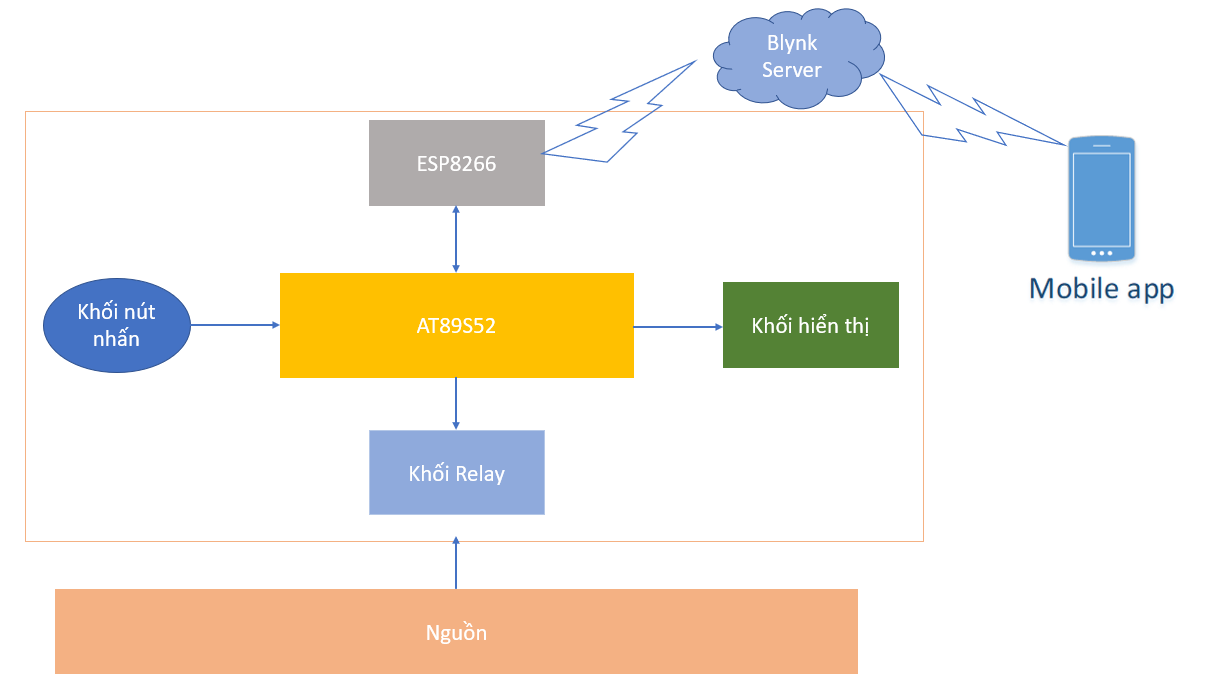 Blynk
Server
ESP8266
Mobile app
Khối nút
nhấn
AT89S52
Khối hiển thị
Khối Relay
Nguồn